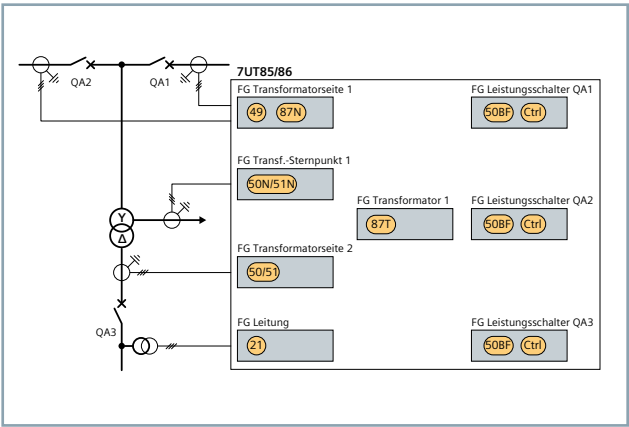 QA2
QA1
7UT85/86
FG Transformatorseite 1
49
87N
FG Leistungsschalter QA1
50BF
Ctrl
FG Transf.-Sternpunkt 1
50N/51N
FG Transformator 1
87T
FG Leistungsschalter QA2
50BF
Ctrl
Y
Δ
FG Transformatorseite 2
50/51
QA3
FG Leitung
21
FG Leistungsschalter QA3
50BF
Ctrl